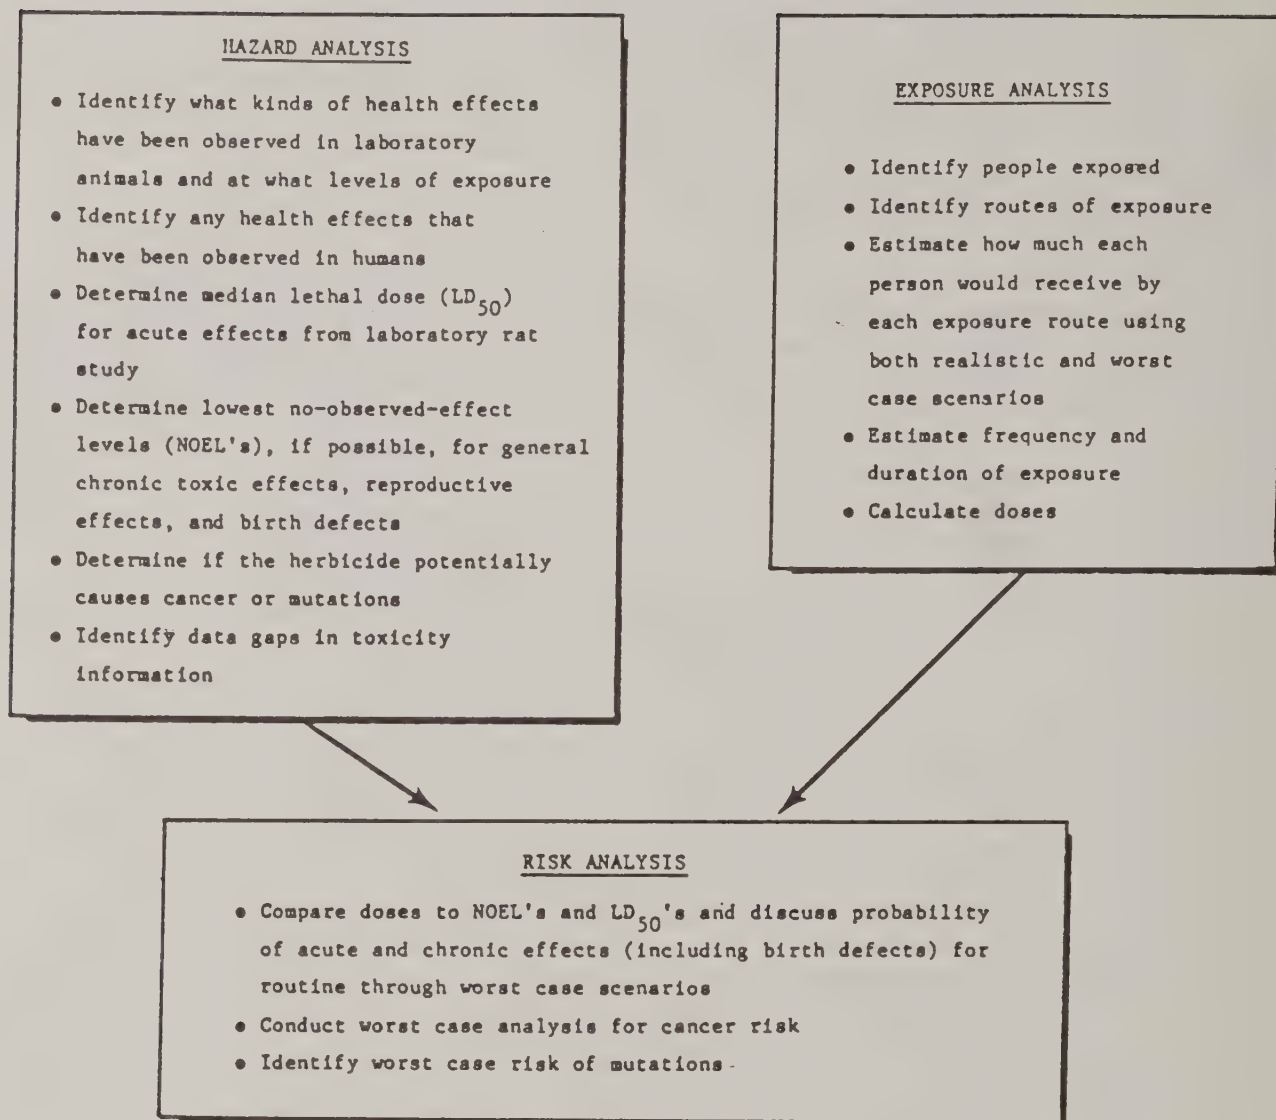 HAZARD ANALYSIS
• Identify what kinds of health effects
have been observed in laboratory
animals and at what levels of exposure
• Identify any health effects that
have been observed in humans
• Determine median lethal dose (LD50)
for acute effects from laboratory rat
study
• Determine lowest no-observed-effect
levels (NOEL's), if possible, for general
chronic toxic effects, reproductive
effects, and birth defects
• Determine if the herbicide potentially
causes cancer or mutations
• Identify data gaps in toxicity
information
EXPOSURE ANALYSIS
• Identify people exposed
• Identify routes of exposure
• Estimate how much each
person would receive by
each exposure route using
both realistic and worst
case scenarios
• Estimate frequency and
duration of exposure
• Calculate doses
RISK ANALYSIS
• Compare doses to NOEL's and LD50's and discuss probability
of acute and chronic effects (including birth defects) for
routine through worst case scenarios
• Conduct worst case analysis for cancer risk
• Identify worst case risk of mutations